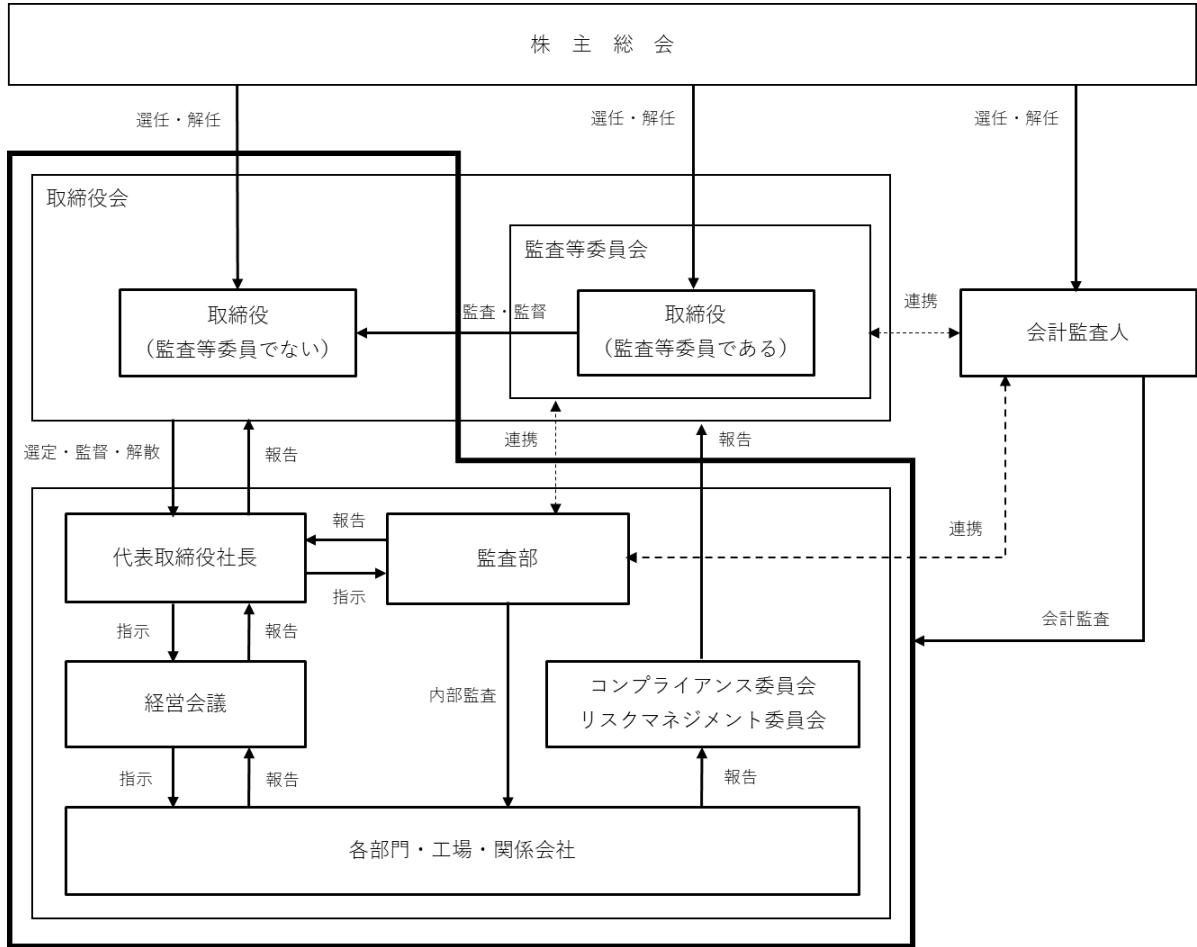 株　主　総　会
選任・解任
選任・解任
選任・解任
取締役会
監査等委員会
取締役
（監査等委員でない）
監査・監督
取締役
（監査等委員である）
連携
会計監査人
選定・監督・解散
報告
連携
報告
代表取締役社長
報告
指示
監査部
連携
指示
報告
会計監査
経営会議
内部監査
コンプライアンス委員会
リスクマネジメント委員会
指示
報告
報告
各部門・工場・関係会社